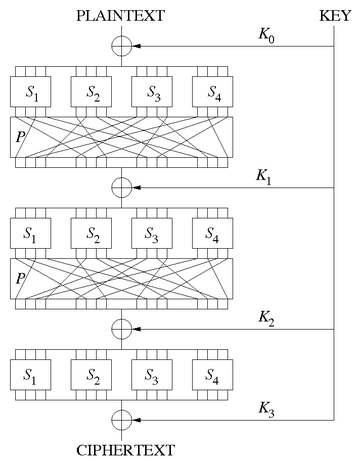 PLAINTEXT KEY
K0
S1 S2 S3 S4
P
K1
S1 S2 S3 S4
P
K2
S1 S2 S3 S4
K3
CIPHERTEXT